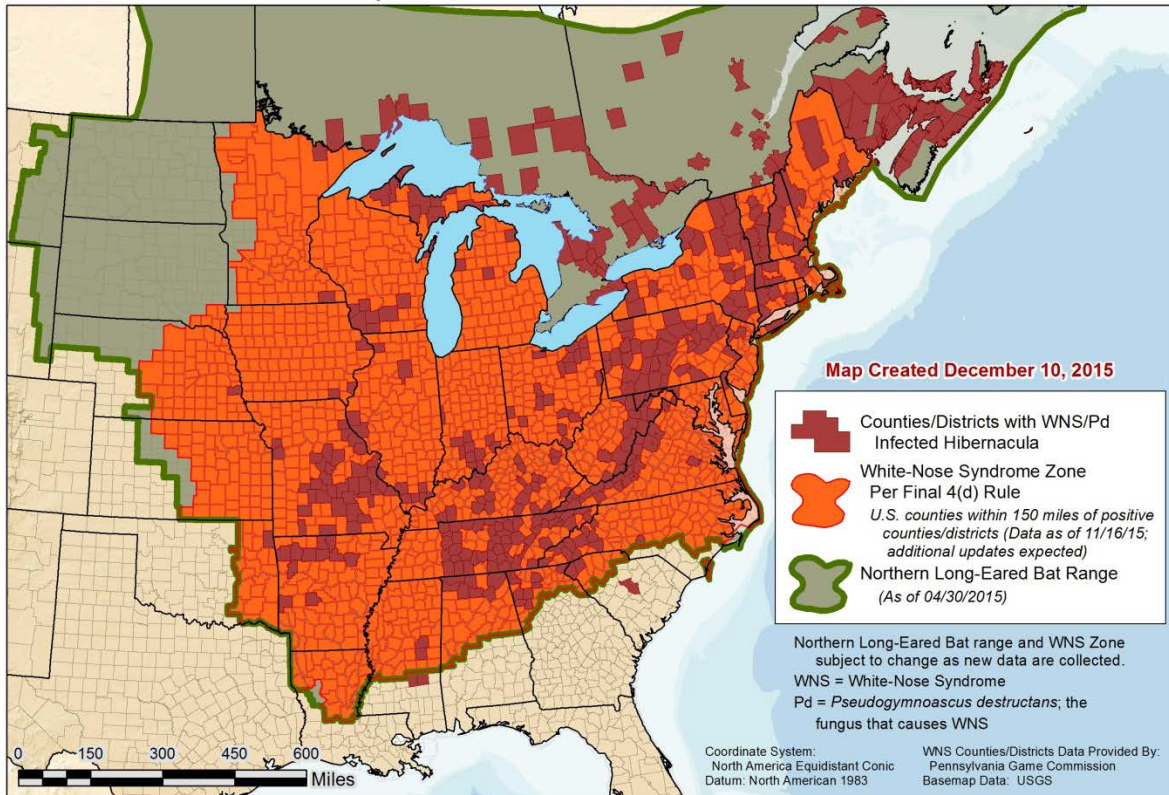 Map Created December 10, 2015
Counties/Districts with WNS/Pd
Infected Hibernacula
White-Nose Syndrome Zone
Per Final 4(d) Rule
U.S. counties within 150 miles of positive
counties/districts (Data as of 11/16/15;
additional updates expected)
Northern Long-Eared Bat Range
(As of 04/30/2015)
Northern Long-Eared Bat range and WNS Zone
subject to change as new data are collected.
WNS = White-Nose Syndrome
Pd = Pseudogymnoascus destructans; the
fungus that causes WNS
Coordinate System:
North America Equidistant Conic
Datum: North American 1983
WNS Counties/Districts Data Provided By:
Pennsylvania Game Commission
Basemap Data: USGS
0 150 300 450 600
Miles